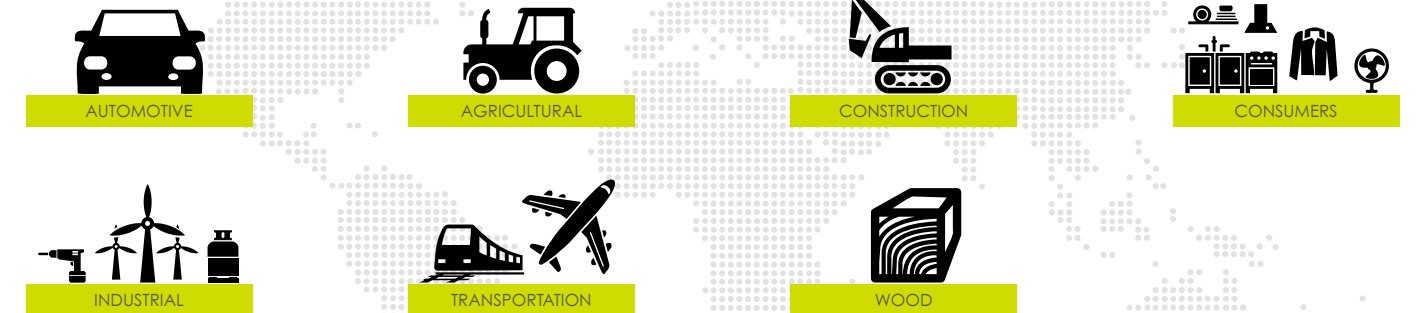 AUTOMOTIVE
AGRICULTURAL
CONSTRUCTION
CONSUMERS
INDUSTRIAL
TRANSPORTATION
WOOD